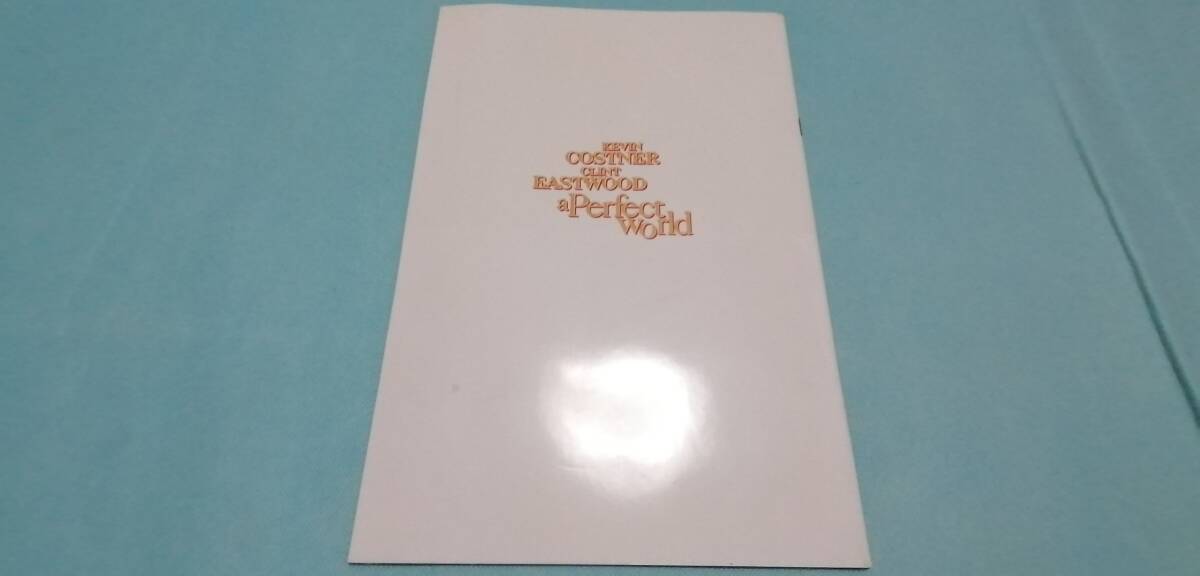 KEVIN
COSTNER
CLINT
EASTWOOD
a Perfect
World